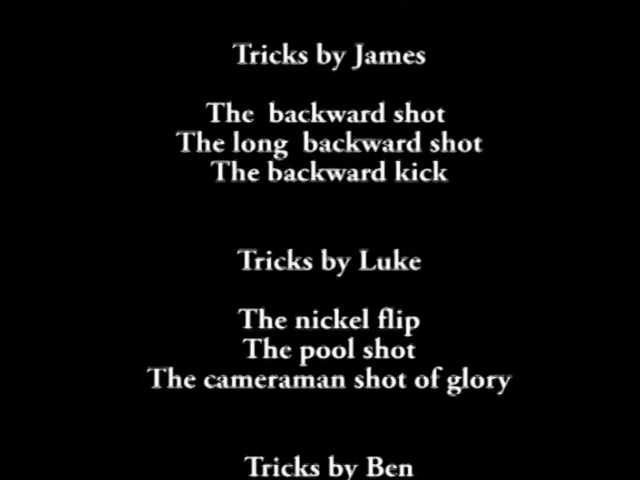 Tricks by James
The backward shot
The long backward shot
The backward kick
Tricks by Luke
The nickel flip
The pool shot
The cameraman shot of glory
Tricks by Ben